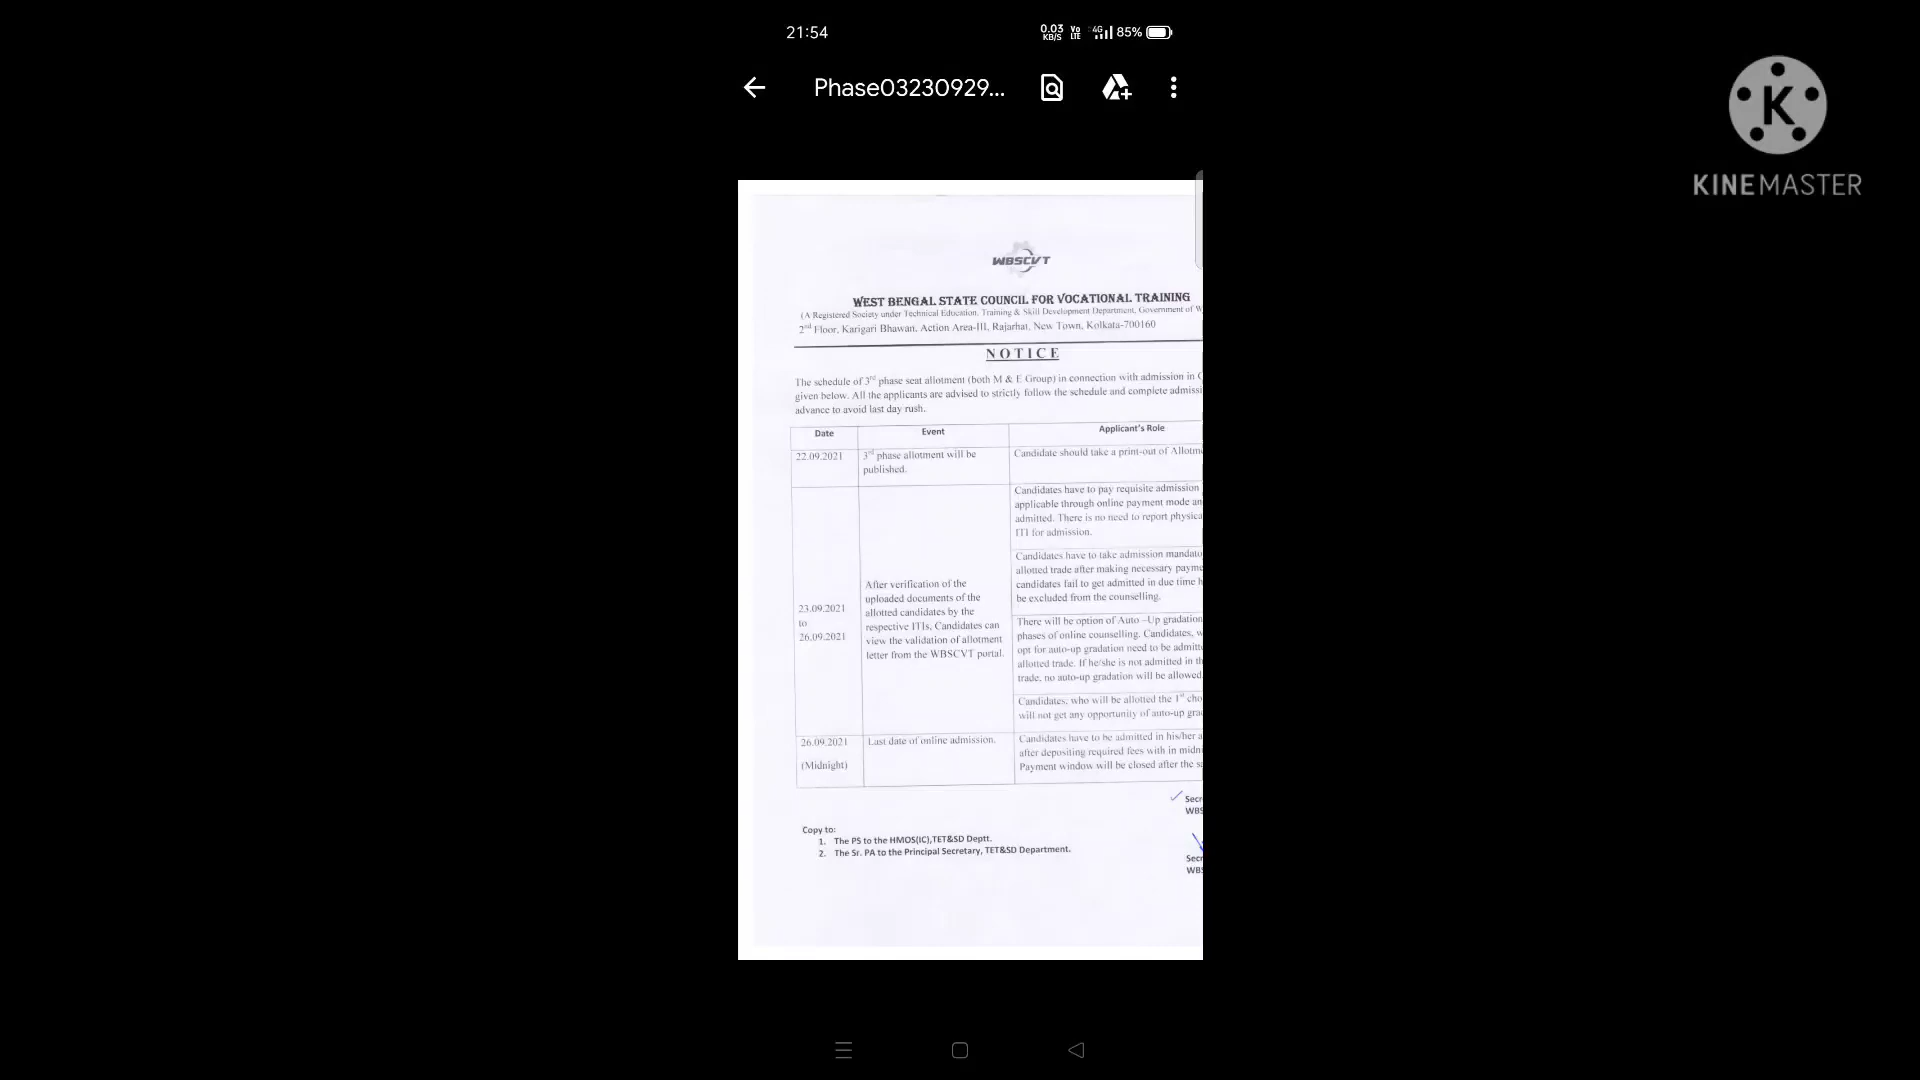 21:54
0.03 KB/S Vo LTE 4G 85%
Phase03230929...
KINEMASTER
WBSCVT
WEST BENGAL STATE COUNCIL FOR VOCATIONAL TRAINING
(A Registered Society under Technical Education, Training & Skill Development Department, Government of W
2nd Floor, Karigari Bhawan, Action Area-III, Rajarhat, New Town, Kolkata-700160
NOTICE
The schedule of 3rd phase seat allotment (both M & E Group) in connection with admission in
given below. All the applicants are advised to strictly follow the schedule and complete admissi
advance to avoid last day rush.
Date Event Applicant's Role
22.09.2021
3rd phase allotment will be
published.
Candidate should take a print-out of Allotme
23.09.2021
to
26.09.2021
After verification of the
uploaded documents of the
allotted candidates by the
respective ITIs, Candidates can
view the validation of allotment
letter from the WBSCVT portal.
Candidates have to pay requisite admission
applicable through online payment mode an
admitted. There is no need to report physica
ITI for admission.
Candidates have to take admission mandato
allotted trade after making necessary payme
candidates fail to get admitted in due time h
be excluded from the counselling.
There will be option of Auto –Up gradation
phases of online counselling. Candidates, w
opt for auto-up gradation need to be admitte
allotted trade. If he/she is not admitted in th
trade, no auto-up gradation will be allowed
Candidates, who will be allotted the 1st cho
will not get any opportunity of auto-up gra
26.09.2021
(Midnight)
Last date of online admission.
Candidates have to be admitted in his/her a
after depositing required fees with in midn
Payment window will be closed after the s
Secr
WBS
Copy to:
1. The PS to the HMOS(IC),TET&SD Deptt.
2. The Sr. PA to the Principal Secretary, TET&SD Department.
Secr
WBS